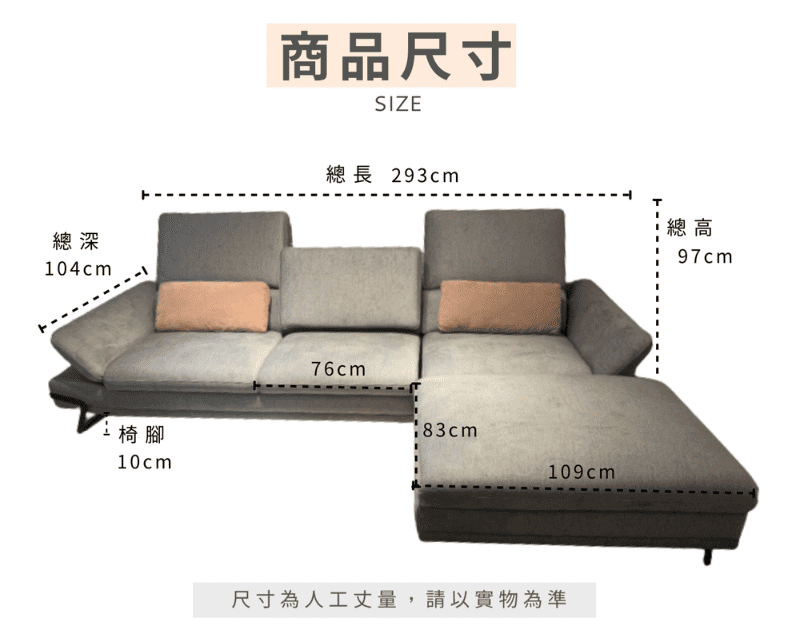 商品尺寸
SIZE
總長 293cm
總高
97cm
總深
104cm
76cm
83cm
109cm
椅腳
10cm
尺寸為人工丈量，請以實物為準